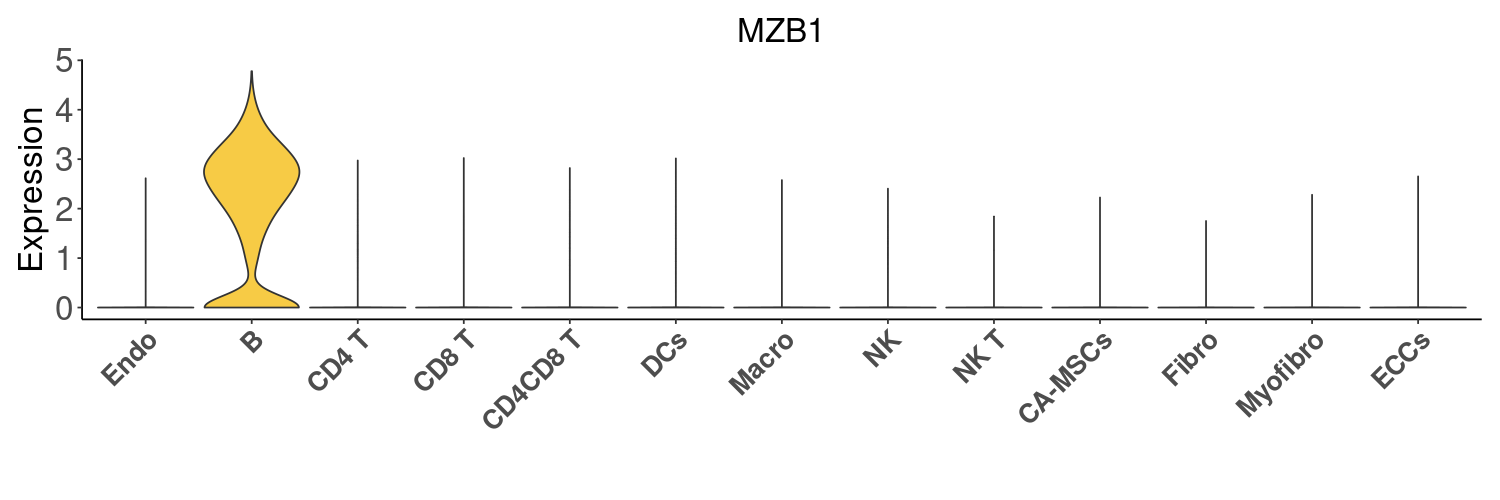 MZB1
Expression
5
4
3
2
1
0
Endo
B
CD4 T
CD8 T
CD4CD8 T
DCs
Macro
NK
NK T
CA-MSCs
Fibro
Myofibro
ECCs